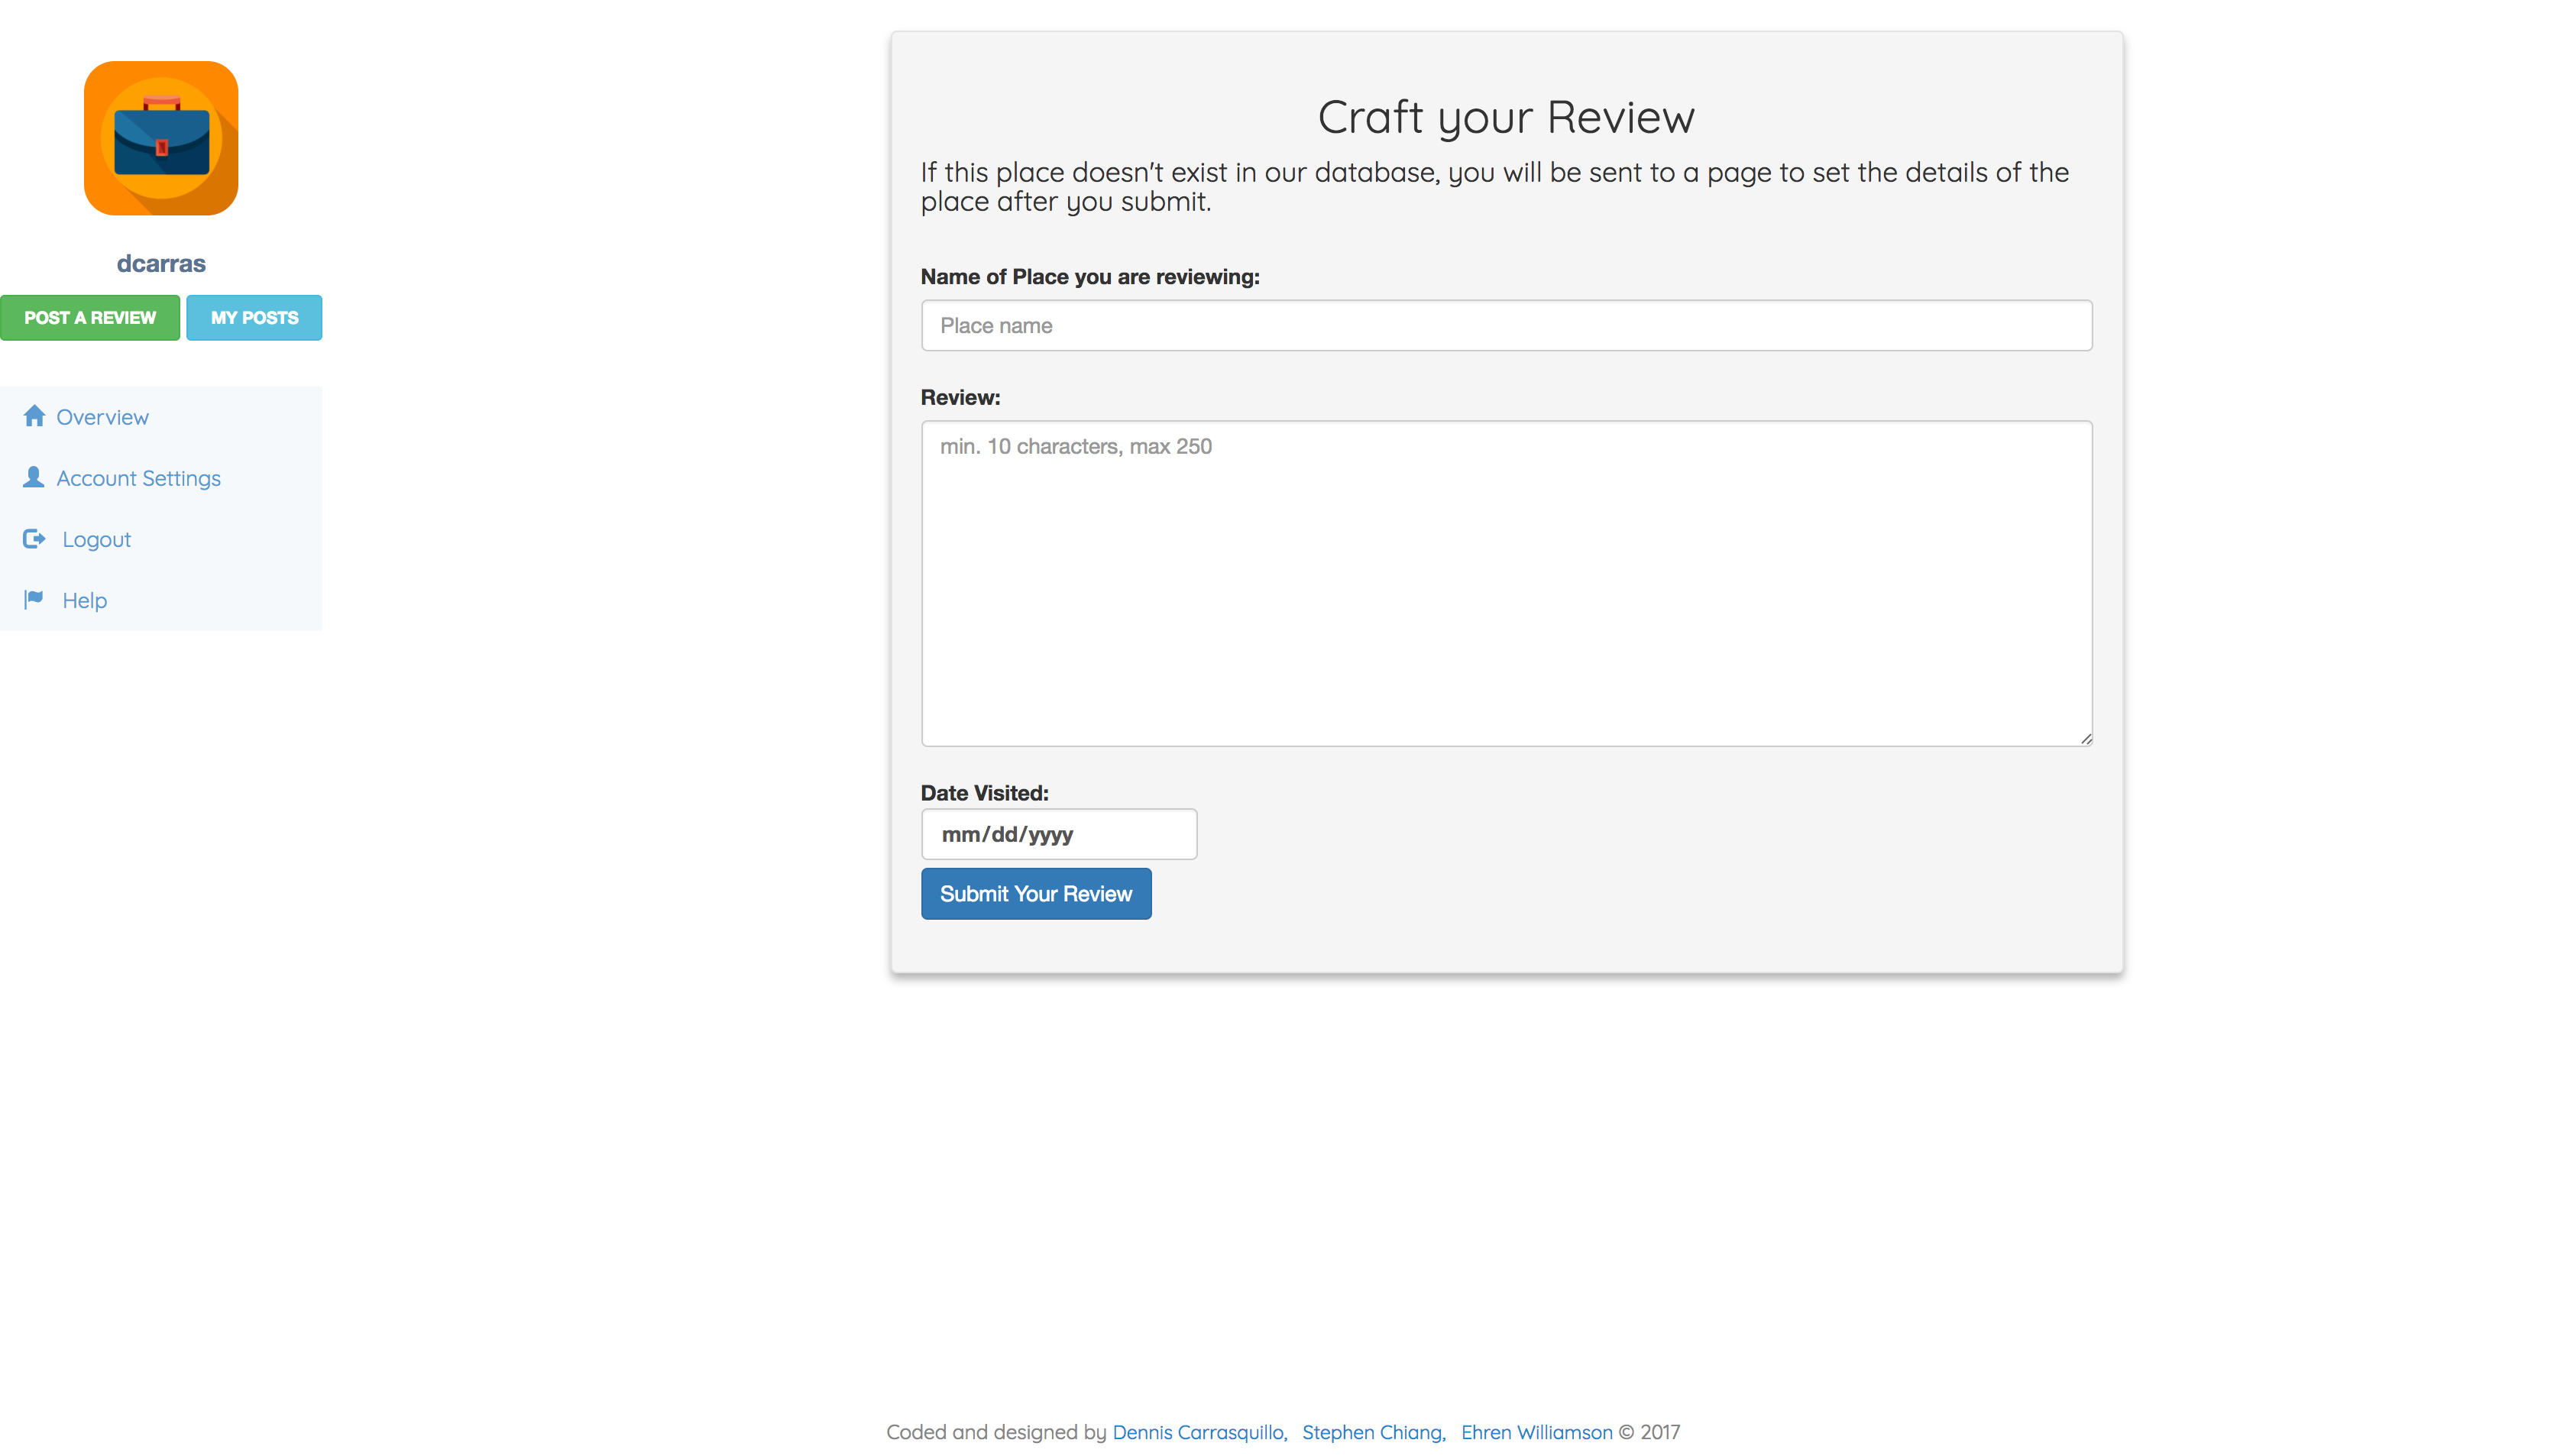 dcarras
POST A REVIEW
MY POSTS
Overview
Account Settings
Logout
Help
Craft your Review
If this place doesn't exist in our database, you will be sent to a page to set the details of the
place after you submit.
Name of Place you are reviewing:
Place name
Review:
min. 10 characters, max 250
Date Visited:
mm/dd/yyyy
Submit Your Review
Coded and designed by Dennis Carrasquillo, Stephen Chiang, Ehren Williamson © 2017